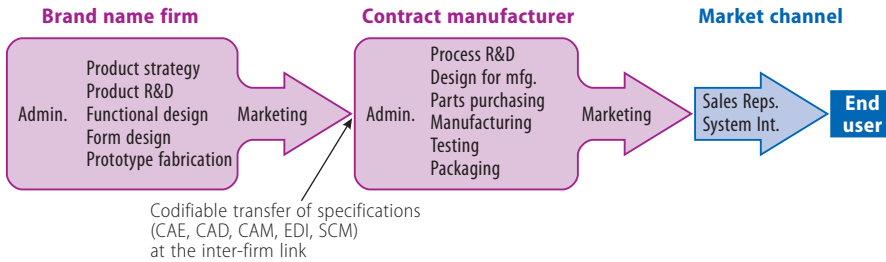 Brand name firm
Contract manufacturer
Market channel
Admin.
Product strategy
Product R&D
Functional design
Form design
Prototype fabrication
Marketing
Admin.
Process R&D
Design for mfg.
Parts purchasing
Manufacturing
Testing
Packaging
Marketing
Sales Reps.
System Int.
End
user
Codifiable transfer of specifications
(CAE, CAD, CAM, EDI, SCM)
at the inter-firm link